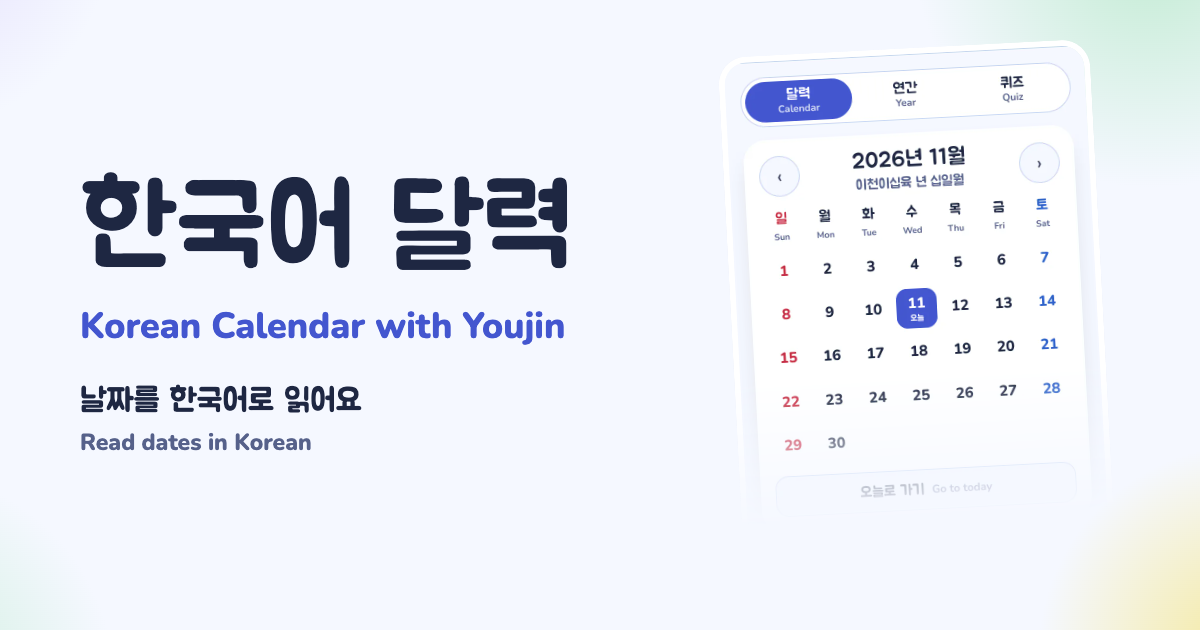 한국어 달력
Korean Calendar with Youjin
날짜를 한국어로 읽어요
Read dates in Korean
달력 연간 퀴즈
Calendar Year Quiz
‹ 2026년 11월 ›
이천이십육 년 십일월
일 월 화 수 목 금 토
Sun Mon Tue Wed Thu Fri Sat
1 2 3 4 5 6 7
8 9 10 11 12 13 14
오늘
15 16 17 18 19 20 21
22 23 24 25 26 27 28
29 30
오늘로 가기 Go to today